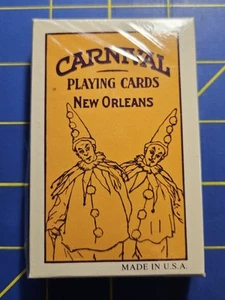 CARNIVAL
PLAYING CARDS
NEW ORLEANS
MADE IN U.S.A.